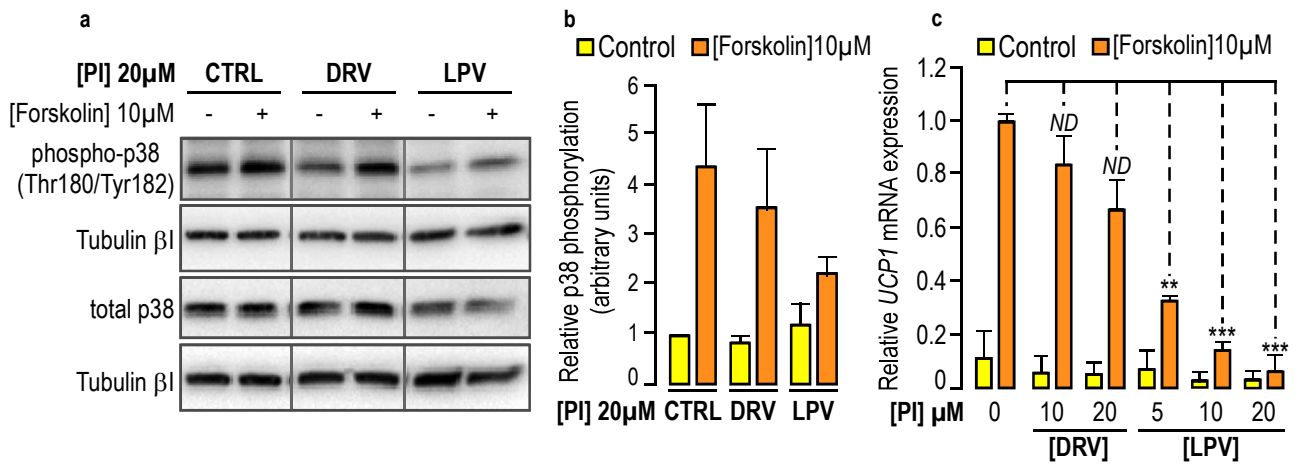 a
[PI] 20µM CTRL DRV LPV
[Forskolin] 10µM - + - + - +
phospho-p38
(Thr180/Tyr182)
Tubulin βI
total p38
Tubulin βI
b
Control [Forskolin]10µM
Relative p38 phosphorylation
(arbitrary units)
6
5
4
3
2
1
0
[PI] 20µM CTRL DRV LPV
c
Control [Forskolin]10µM
Relative UCP1 mRNA expression
1.2
1.0
0.8
0.6
0.4
0.2
0
ND
ND
**
***
***
[PI] µM 0 10 20 5 10 20
[DRV] [LPV]